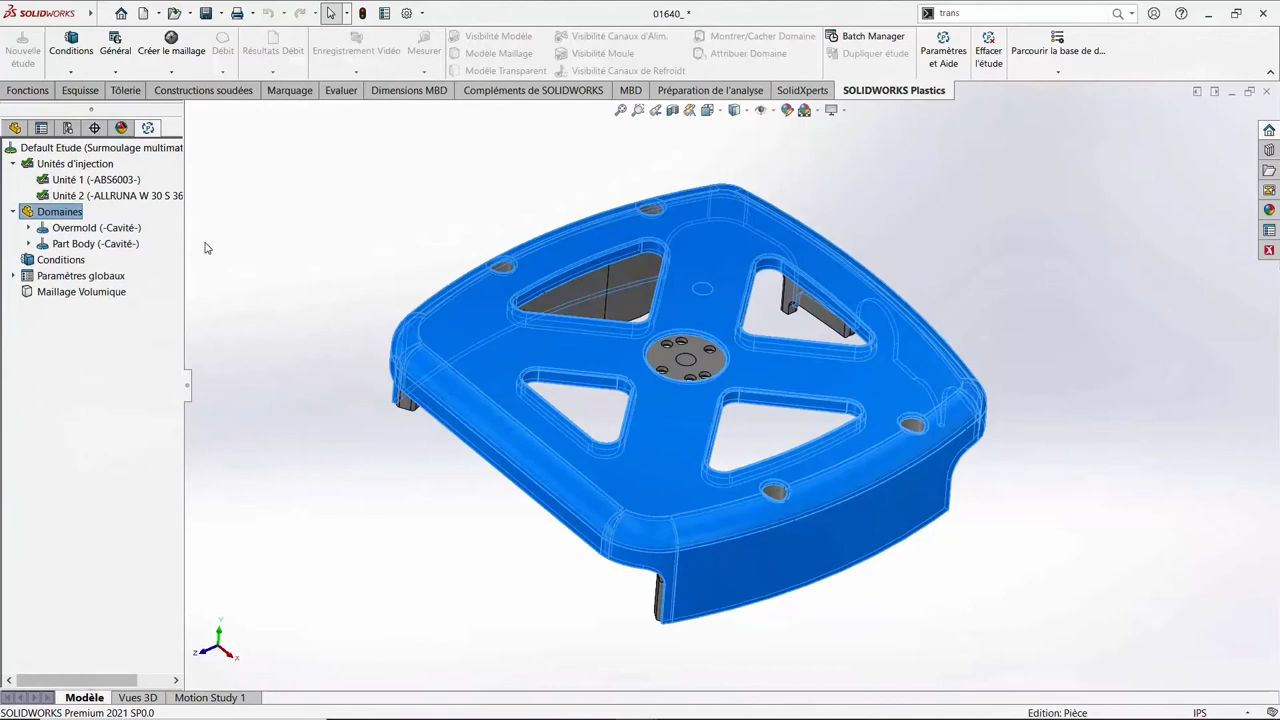 SOLIDWORKS
01640_ *
trans
Nouvelle étude
Conditions
Général
Créer le maillage
Débit
Résultats Débit
Enregistrement Vidéo
Mesurer
Visibilité Modèle
Modèle Maillage
Modèle Transparent
Visibilité Canaux d'Alim.
Visibilité Moule
Visibilité Canaux de Refroidt
Montrer/Cacher Domaine
Attribuer Domaine
Batch Manager
Dupliquer étude
Paramètres et Aide
Effacer l'étude
Parcourir la base de d...
Fonctions
Esquisse
Tôlerie
Constructions soudées
Marquage
Evaluer
Dimensions MBD
Compléments de SOLIDWORKS
MBD
Préparation de l'analyse
SolidXperts
SOLIDWORKS Plastics
Default Etude (Surmoulage multimat
Unités d'injection
Unité 1 (-ABS6003-)
Unité 2 (-ALLRUNA W 30 S 36
Domaines
Overmold (-Cavité-)
Part Body (-Cavité-)
Conditions
Paramètres globaux
Maillage Volumique
Y
Z
X
Modèle
Vues 3D
Motion Study 1
SOLIDWORKS Premium 2021 SP0.0
Edition: Pièce
IPS